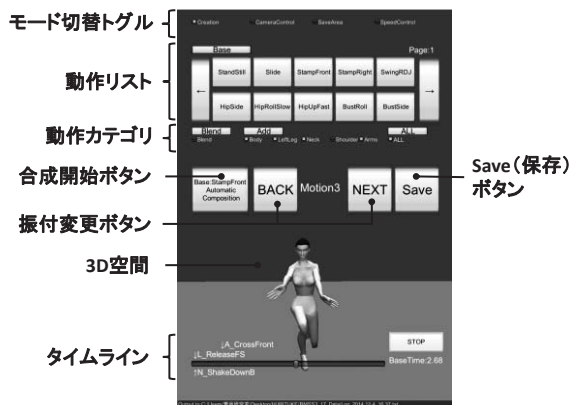 モード切替トグル
Creation CameraControl SaveArea SpeedControl
動作リスト
Base Page:1
← StandStill Slide StampFront StampRight SwingRDJ →
HipSide HipRollSlow HipUpFast BustRoll BustSide
動作カテゴリ
Blend Add ALL
Blend Body LeftLeg Neck Shoulder Arms ALL
合成開始ボタン
Base:StampFront
Automatic
Composition
BACK Motion3 NEXT Save
Save(保存)
ボタン
振付変更ボタン
3D空間
タイムライン
↓A_CrossFront
↓L_ReleaseFS
↑N_ShakeDownB
STOP
BaseTime:2.68